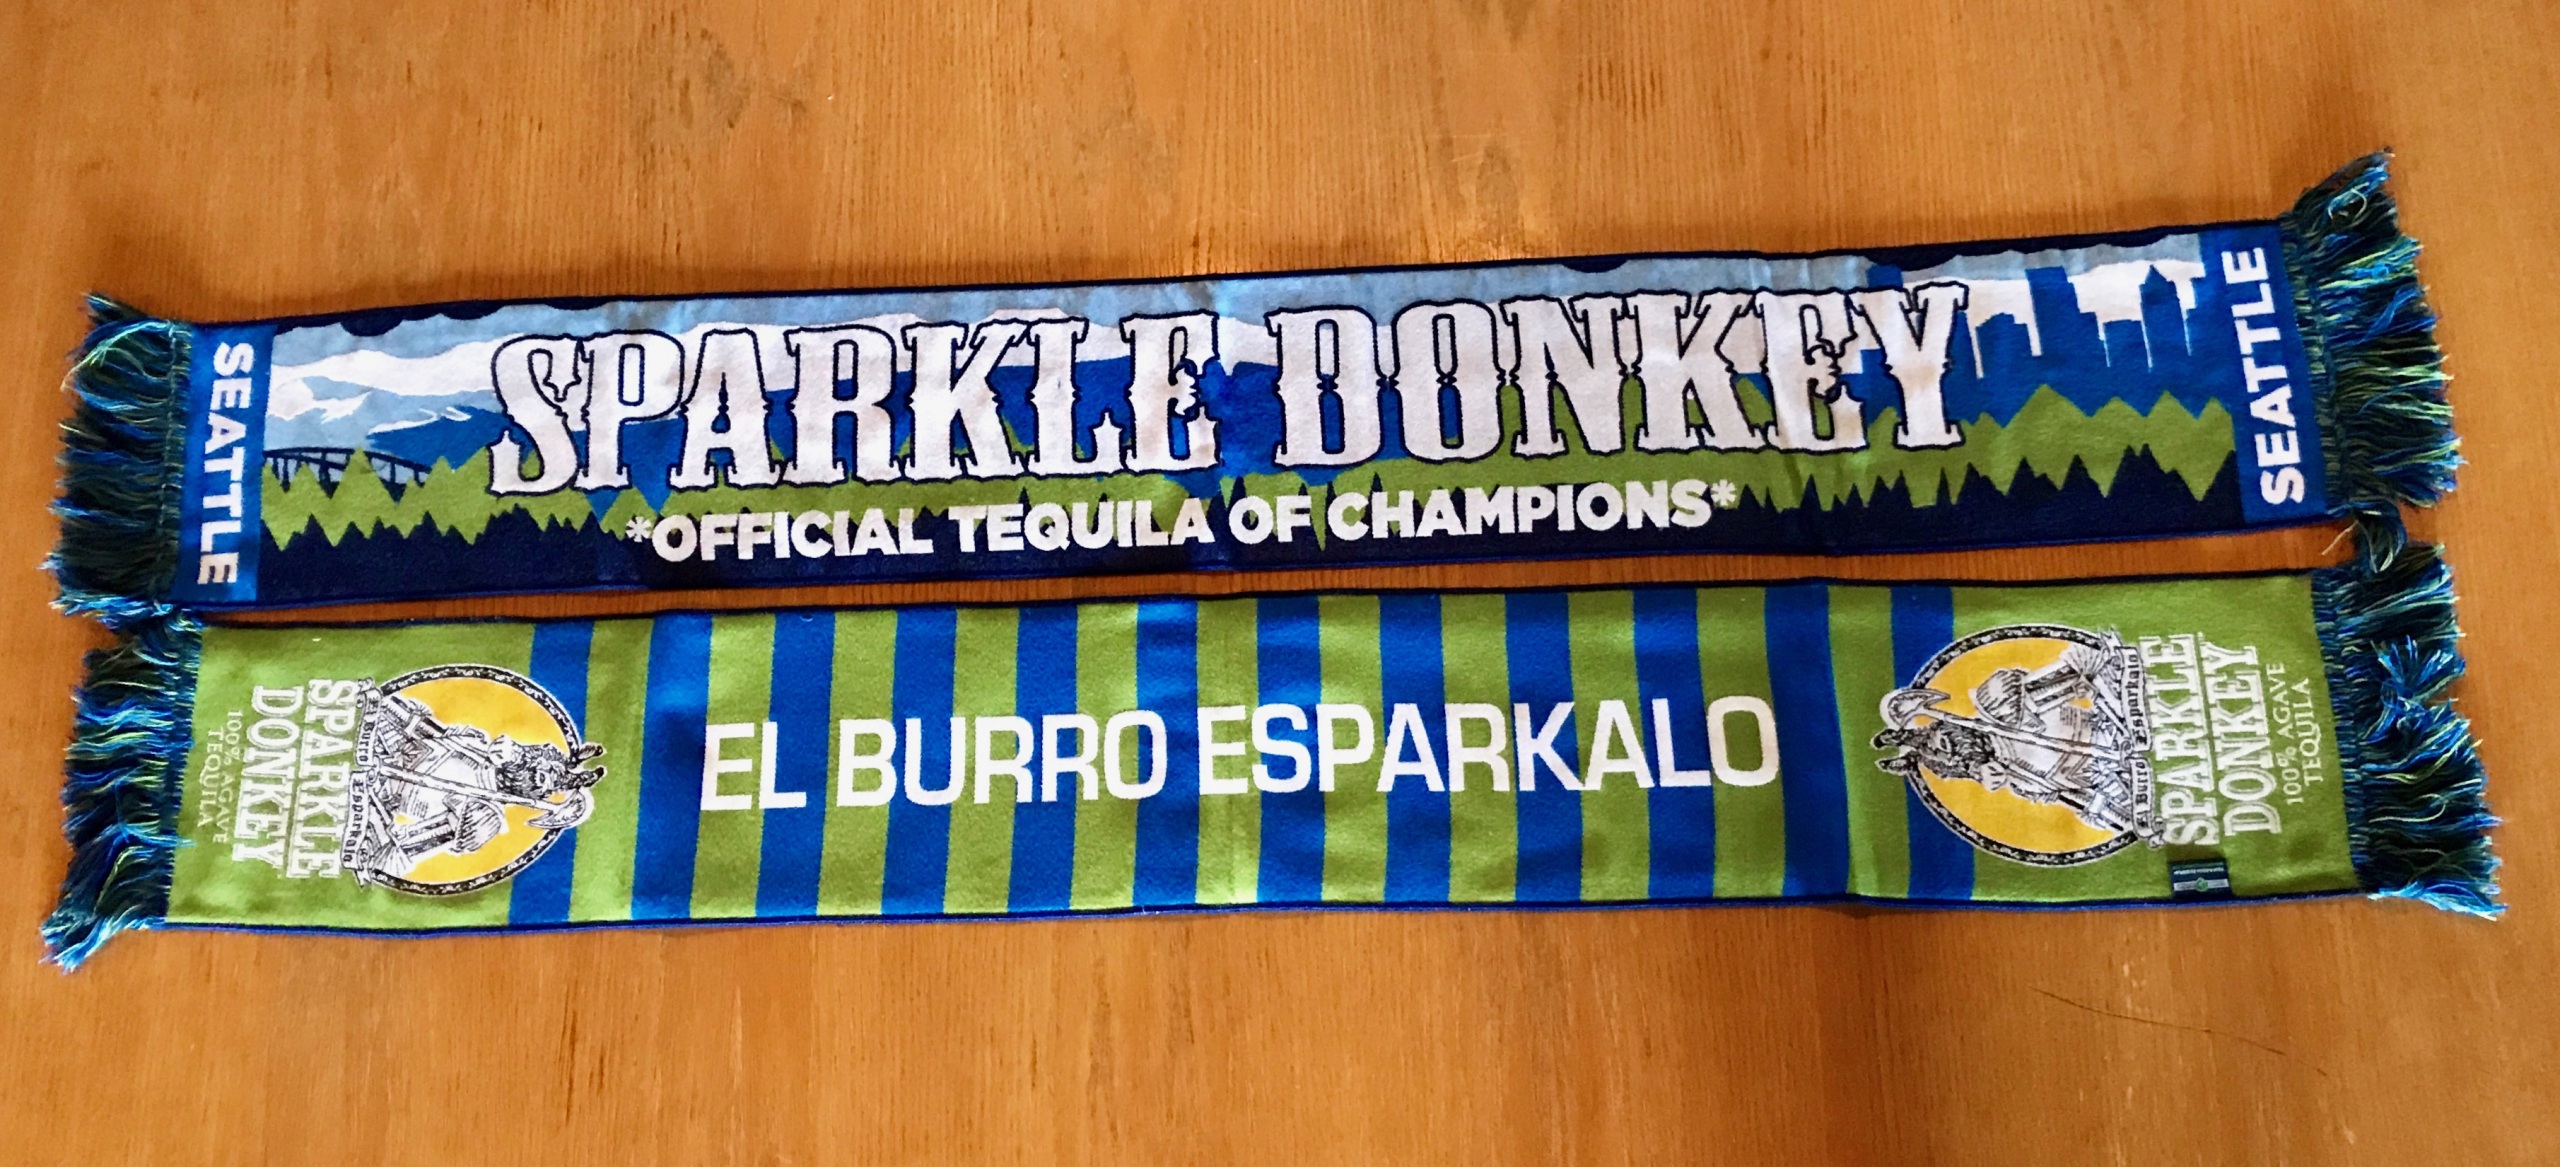 SEATTLE
SPARKLE DONKEY
*OFFICIAL TEQUILA OF CHAMPIONS*
SEATTLE
El Burro Esparkalo
SPARKLE
DONKEY
100% AGAVE
TEQUILA
EL BURRO ESPARKALO
El Burro Esparkalo
SPARKLE
DONKEY
100% AGAVE
TEQUILA